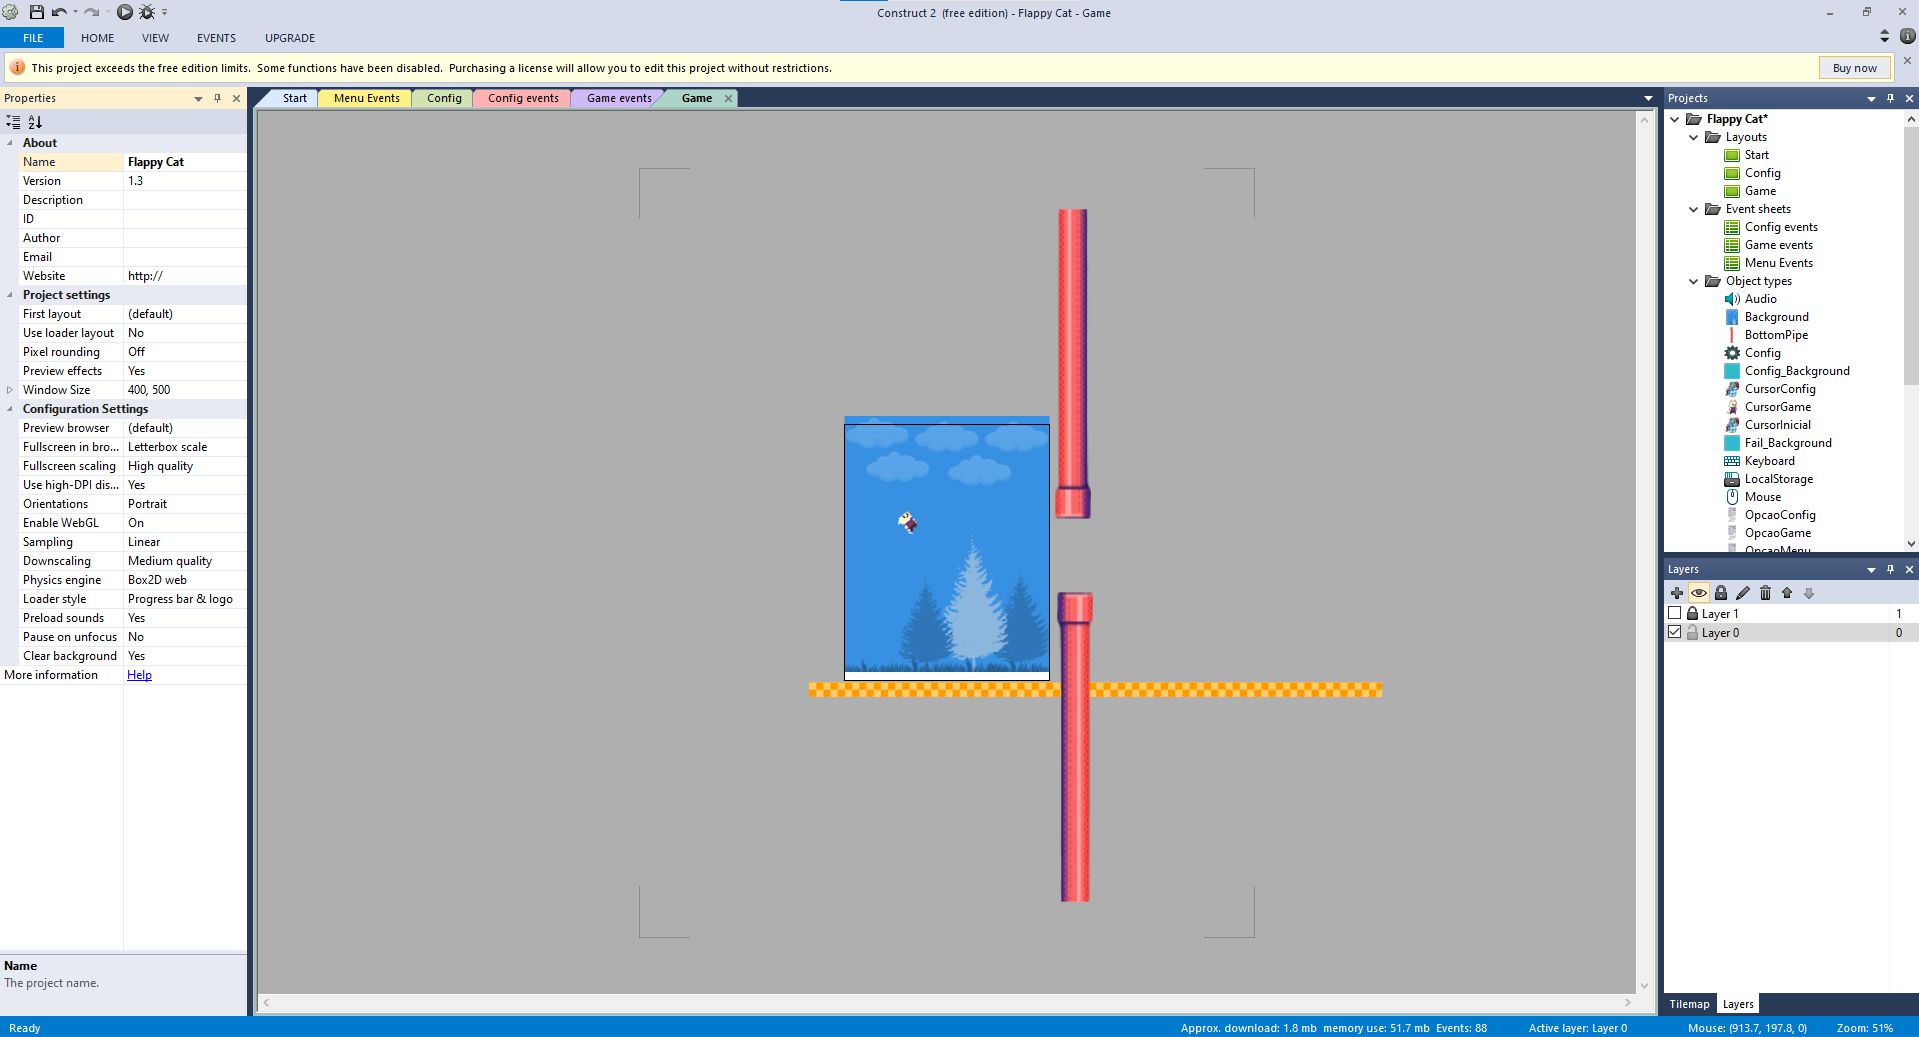 Construct 2  (free edition) - Flappy Cat - Game
FILE HOME VIEW EVENTS UPGRADE
This project exceeds the free edition limits.  Some functions have been disabled.  Purchasing a license will allow you to edit this project without restrictions.
Buy now
Properties
About
Name Flappy Cat
Version 1.3
Description
ID
Author
Email
Website http://
Project settings
First layout (default)
Use loader layout No
Pixel rounding Off
Preview effects Yes
Window Size 400, 500
Configuration Settings
Preview browser (default)
Fullscreen in bro... Letterbox scale
Fullscreen scaling High quality
Use high-DPI dis... Yes
Orientations Portrait
Enable WebGL On
Sampling Linear
Downscaling Medium quality
Physics engine Box2D web
Loader style Progress bar & logo
Preload sounds Yes
Pause on unfocus No
Clear background Yes
More information Help
Name
The project name.
Start Menu Events Config Config events Game events Game
Projects
Flappy Cat*
Layouts
Start
Config
Game
Event sheets
Config events
Game events
Menu Events
Object types
Audio
Background
BottomPipe
Config
Config_Background
CursorConfig
CursorGame
CursorInicial
Fail_Background
Keyboard
LocalStorage
Mouse
OpcaoConfig
OpcaoGame
OpcaoMenu
Layers
Layer 1 1
Layer 0 0
Tilemap Layers
Ready Approx. download: 1.8 mb  memory use: 51.7 mb  Events: 88 Active layer: Layer 0 Mouse: (913.7, 197.8, 0) Zoom: 51%